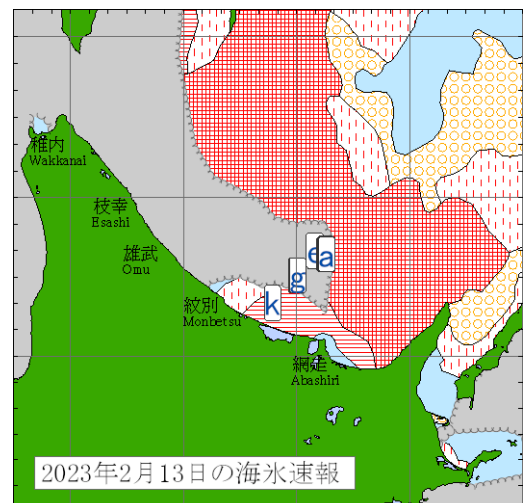 稚内
Wakkanai
枝幸
Esashi
雄武
Omu
e
a
g
k
紋別
Monbetsu
網走
Abashiri
2023年2月13日の海氷速報